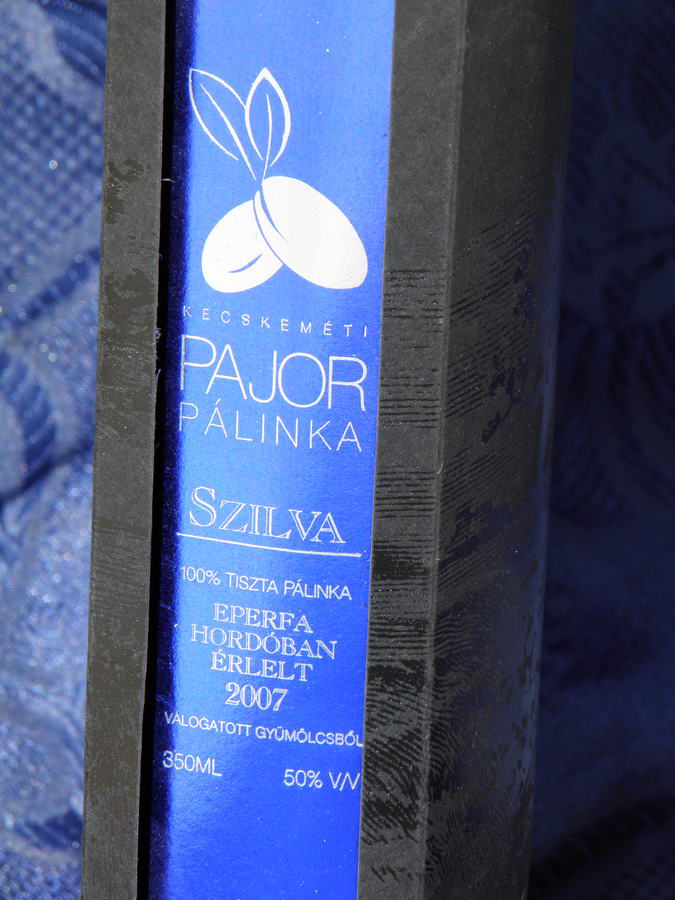 KECSKEMÉTI
PAJOR
PÁLINKA
SZILVA
100% TISZTA PÁLINKA
EPERFA
HORDÓBAN
ÉRLELT
2007
VÁLOGATOTT GYÜMÖLCSBŐL
350ML 50% V/V